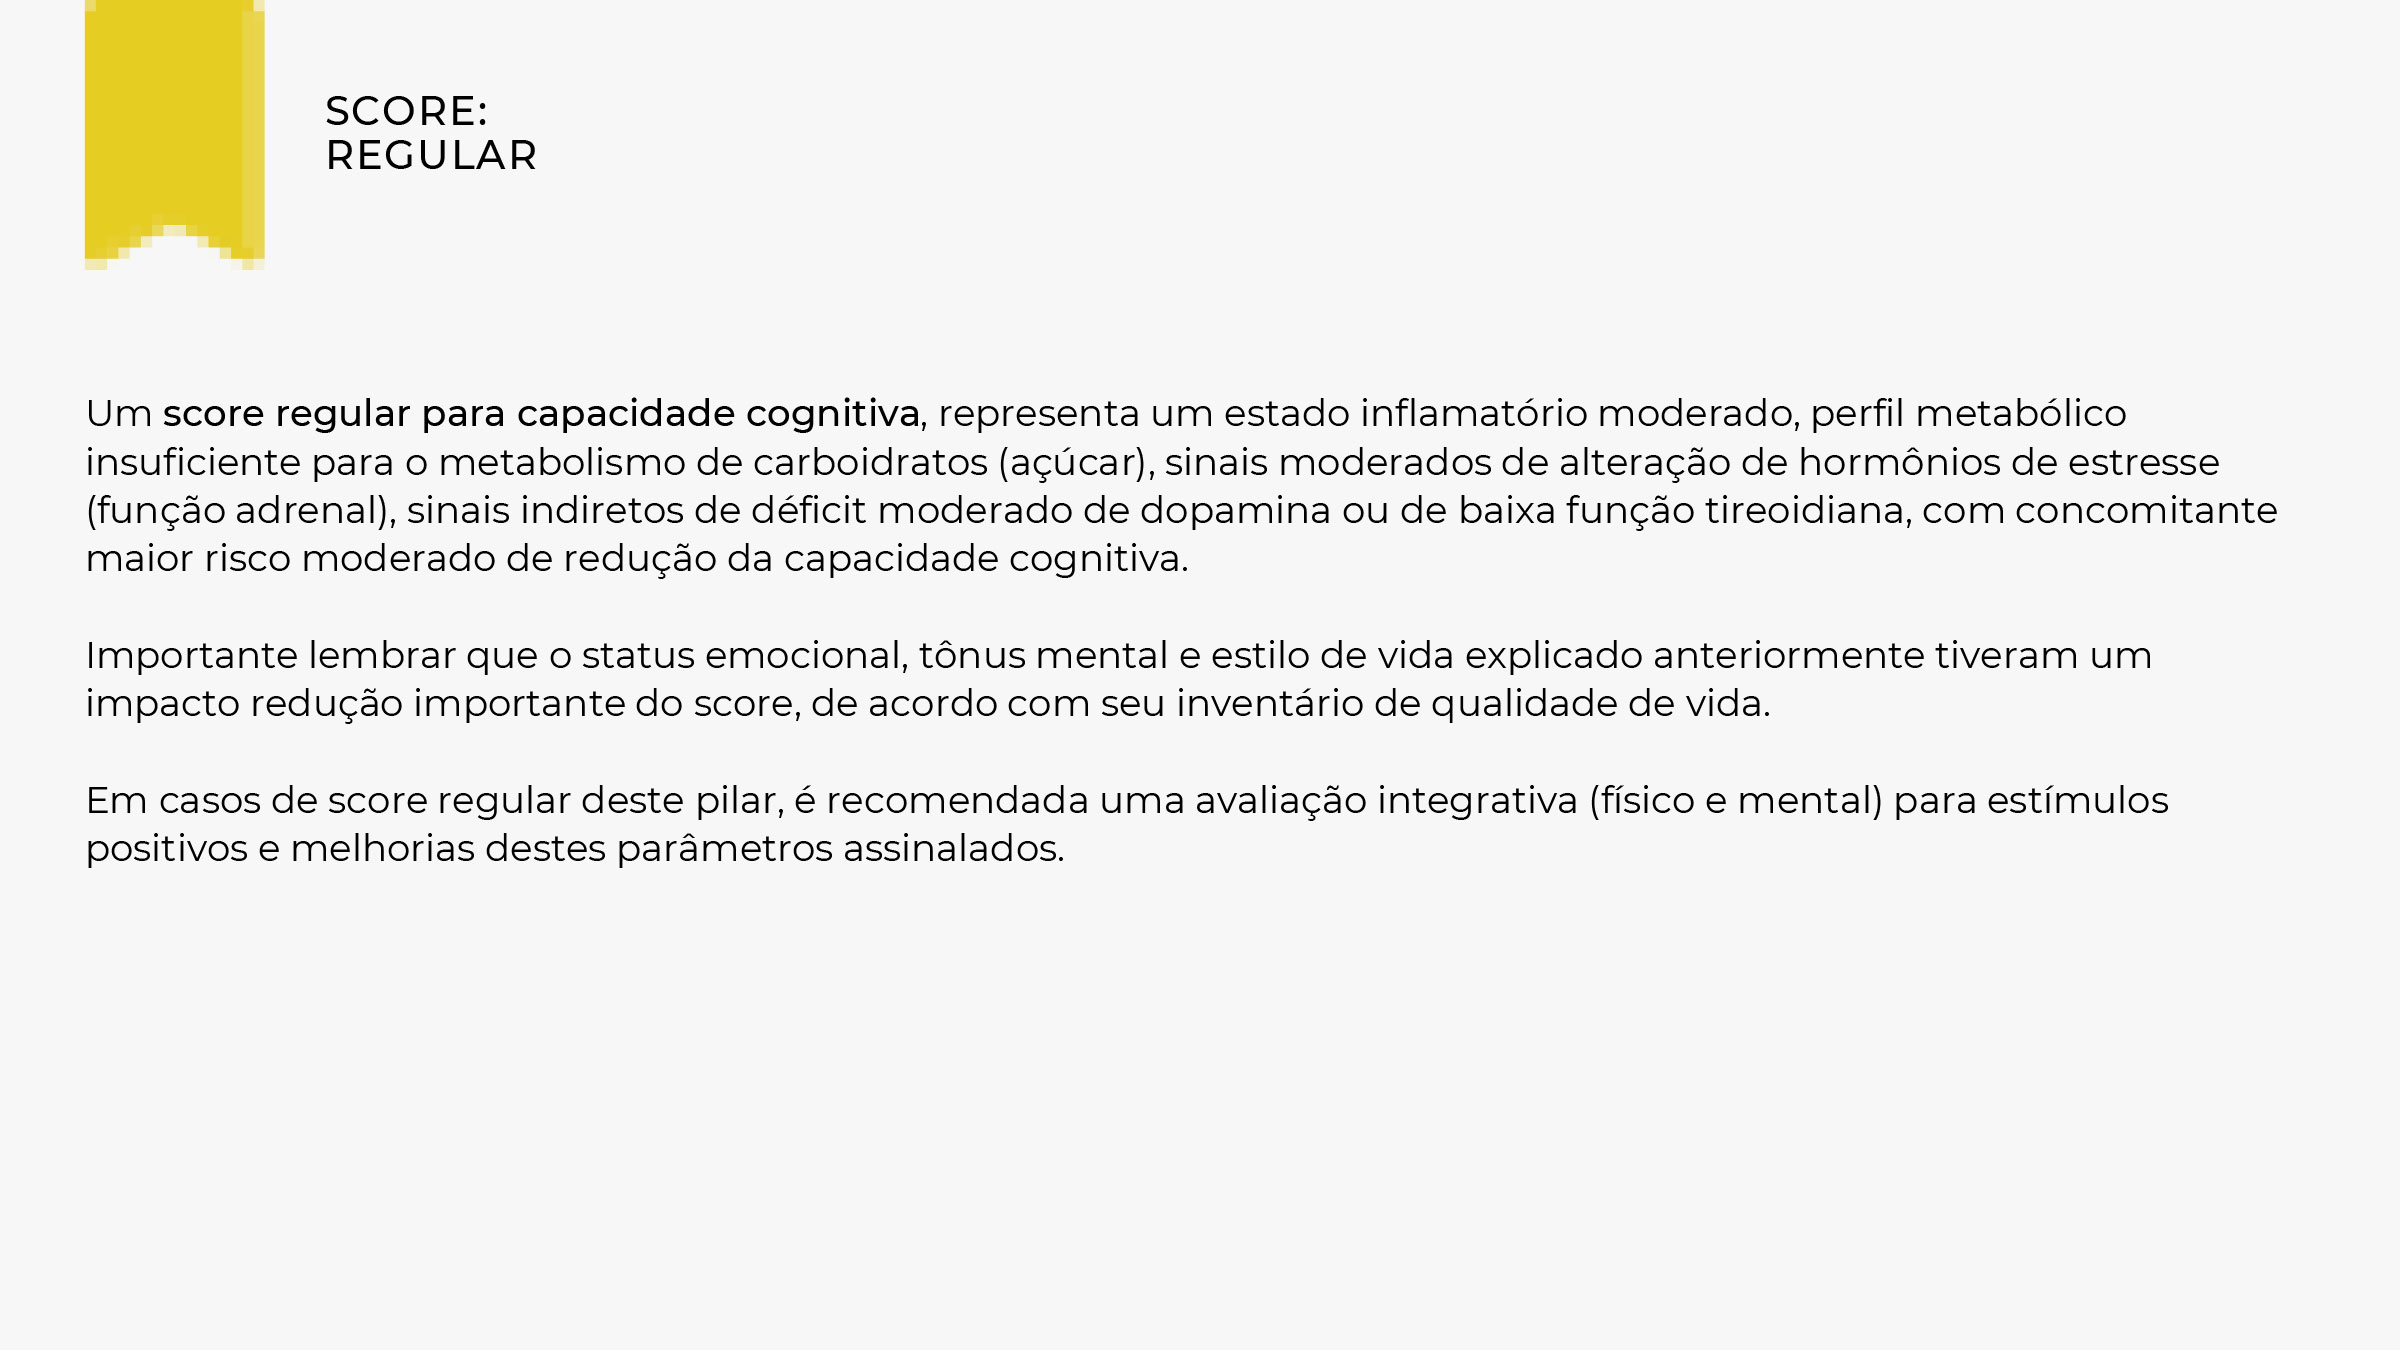 SCORE:
REGULAR
Um score regular para capacidade cognitiva, representa um estado inflamatório moderado, perfil metabólico
insuficiente para o metabolismo de carboidratos (açúcar), sinais moderados de alteração de hormônios de estresse
(função adrenal), sinais indiretos de déficit moderado de dopamina ou de baixa função tireoidiana, com concomitante
maior risco moderado de redução da capacidade cognitiva.
Importante lembrar que o status emocional, tônus mental e estilo de vida explicado anteriormente tiveram um
impacto redução importante do score, de acordo com seu inventário de qualidade de vida.
Em casos de score regular deste pilar, é recomendada uma avaliação integrativa (físico e mental) para estímulos
positivos e melhorias destes parâmetros assinalados.